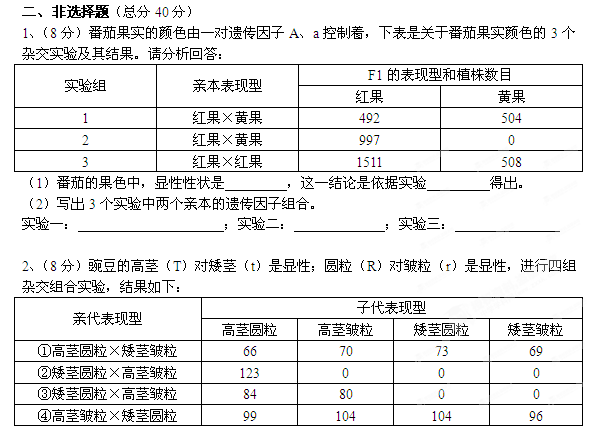 二、非选择题（总分 40 分）
1、（8 分）番茄果实的颜色由一对遗传因子 A、a 控制着，下表是关于番茄果实颜色的 3 个
杂交实验及其结果。请分析回答：
实验组 亲本表现型 F1 的表现型和植株数目
红果 黄果
1 红果×黄果 492 504
2 红果×黄果 997 0
3 红果×红果 1511 508
（1）番茄的果色中，显性性状是________，这一结论是依据实验________得出。
（2）写出 3 个实验中两个亲本的遗传因子组合。
实验一：____________________；实验二：____________；实验三：______________
2、（8 分）豌豆的高茎（T）对矮茎（t）是显性；圆粒（R）对皱粒（r）是显性，进行四组
杂交组合实验，结果如下：
亲代表现型 子代表现型
高茎圆粒 高茎皱粒 矮茎圆粒 矮茎皱粒
①高茎圆粒×矮茎皱粒 66 70 73 69
②矮茎圆粒×高茎皱粒 123 0 0 0
③矮茎圆粒×高茎皱粒 84 80 0 0
④高茎皱粒×矮茎圆粒 99 104 104 96